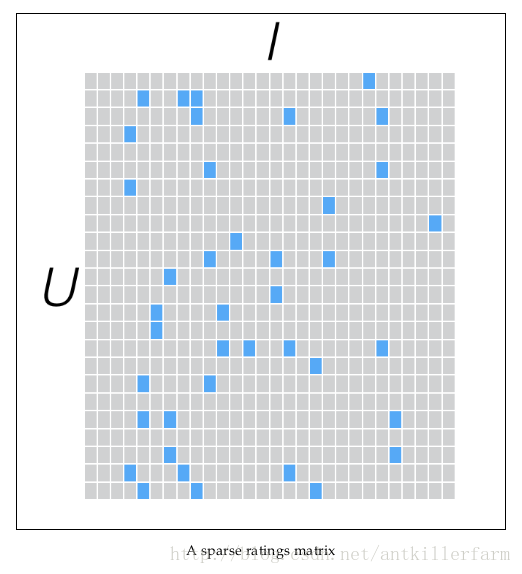 I
U
A sparse ratings matrix
http://blog.csdn.net/antkillerfarm